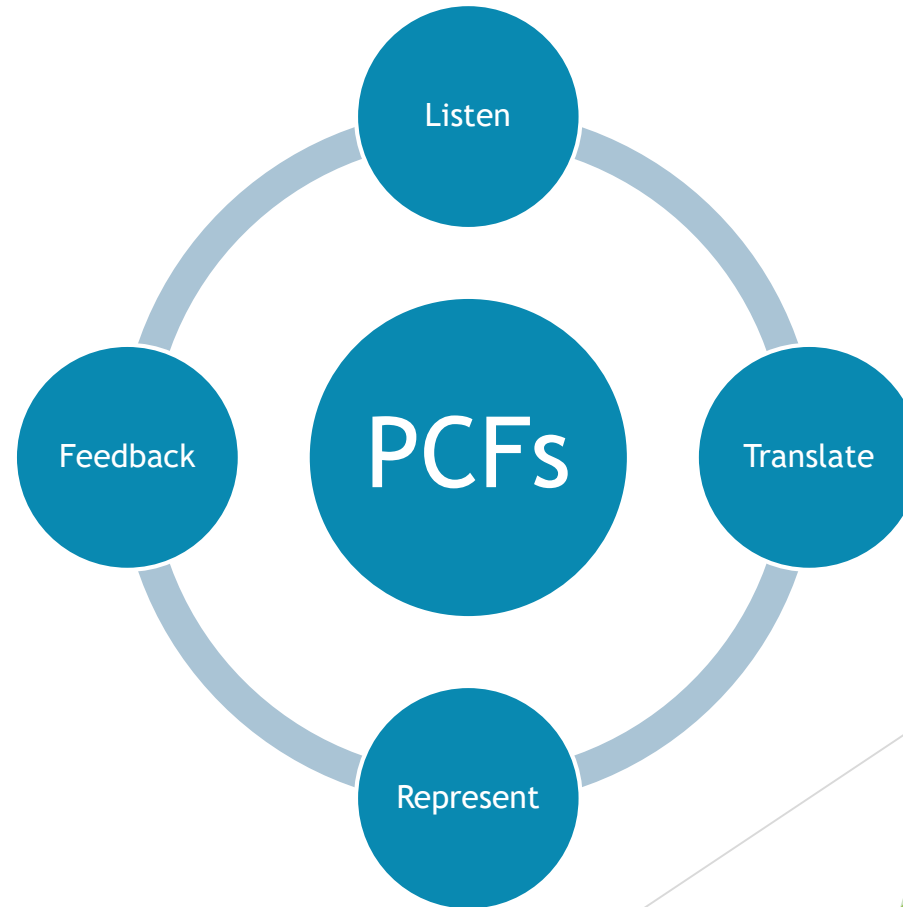 Listen
Feedback
PCFs
Translate
Represent